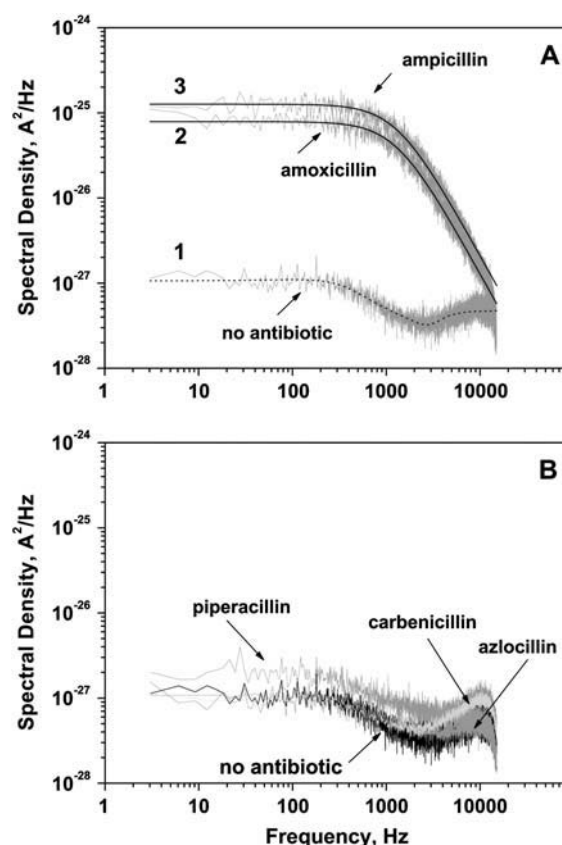 A
Spectral Density, A²/Hz
10⁻²⁴
10⁻²⁵
10⁻²⁶
10⁻²⁷
10⁻²⁸
3
ampicillin
2
amoxicillin
1
no antibiotic
1 10 100 1000 10000
B
Spectral Density, A²/Hz
10⁻²⁴
10⁻²⁵
10⁻²⁶
10⁻²⁷
10⁻²⁸
piperacillin
carbenicillin
azlocillin
no antibiotic
1 10 100 1000 10000
Frequency, Hz